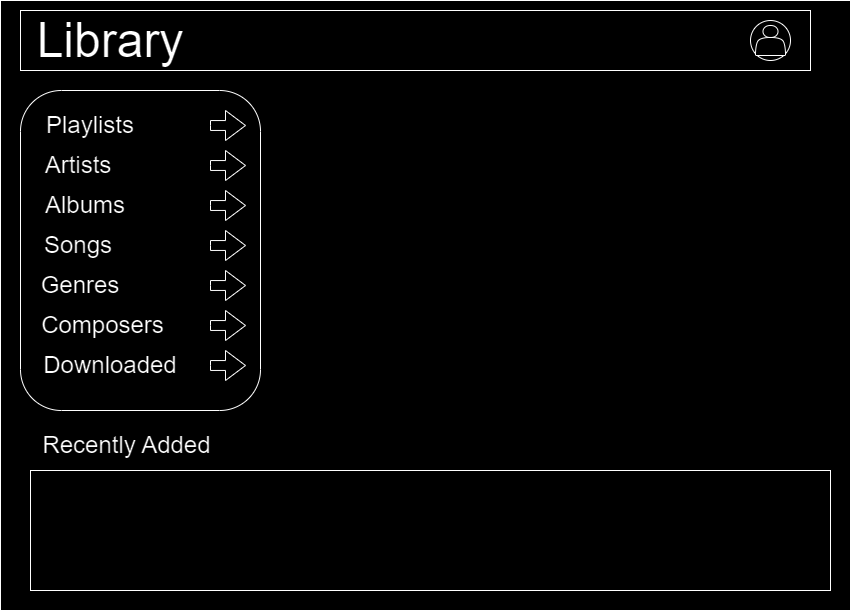 Library
Playlists
Artists
Albums
Songs
Genres
Composers
Downloaded
Recently Added